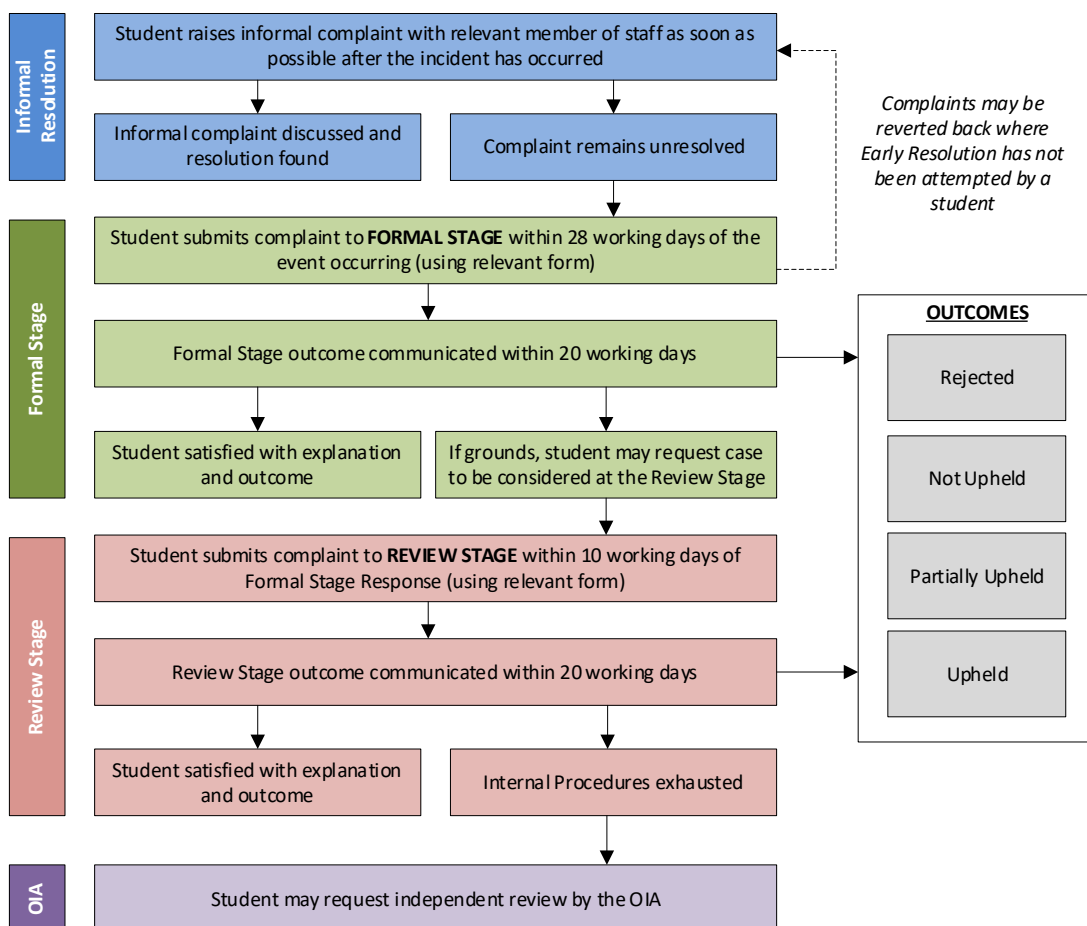 Informal
Resolution
Student raises informal complaint with relevant member of staff as soon as
possible after the incident has occurred
Informal complaint discussed and
resolution found
Complaint remains unresolved
Complaints may be
reverted back where
Early Resolution has not
been attempted by a
student
Formal Stage
Student submits complaint to FORMAL STAGE within 28 working days of the
event occurring (using relevant form)
Formal Stage outcome communicated within 20 working days
Student satisfied with explanation
and outcome
If grounds, student may request case
to be considered at the Review Stage
OUTCOMES
Rejected
Not Upheld
Partially Upheld
Upheld
Review Stage
Student submits complaint to REVIEW STAGE within 10 working days of
Formal Stage Response (using relevant form)
Review Stage outcome communicated within 20 working days
Student satisfied with explanation
and outcome
Internal Procedures exhausted
OIA
Student may request independent review by the OIA